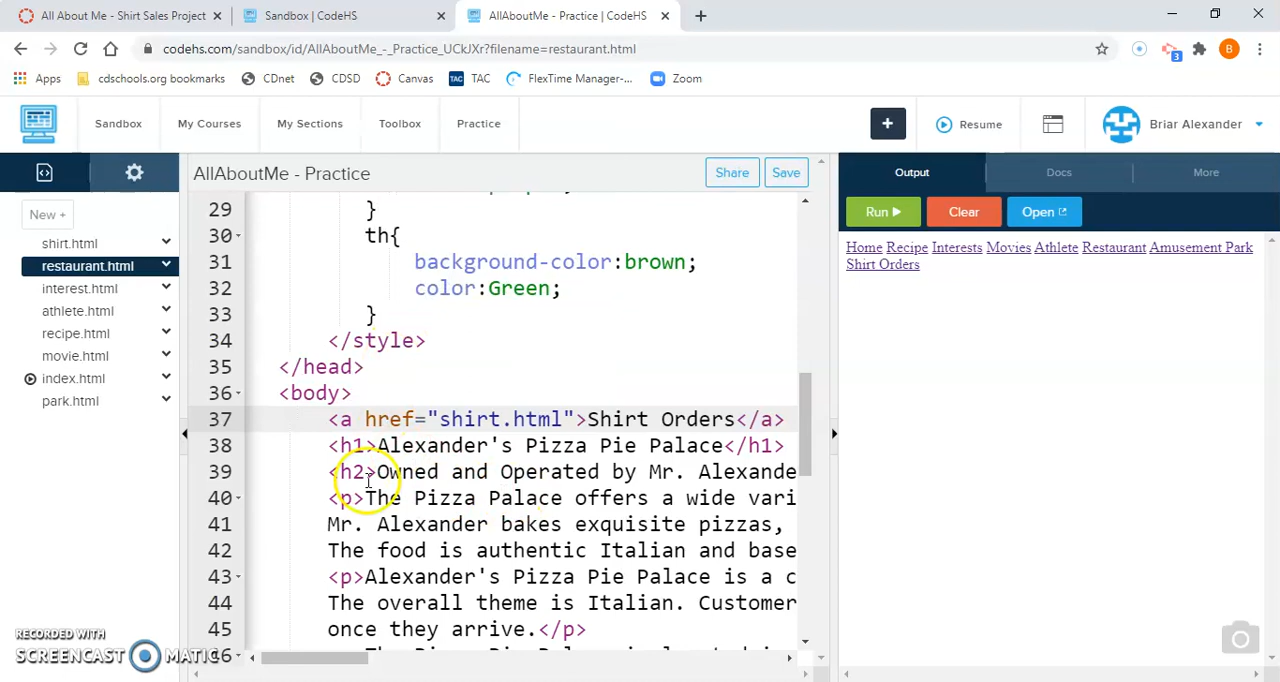 All About Me - Shirt Sales Project
Sandbox | CodeHS
AllAboutMe - Practice | CodeHS
codehs.com/sandbox/id/AllAboutMe_-_Practice_UCkJXr?filename=restaurant.html
3
B
Apps
cdschools.org bookmarks
CDnet
CDSD
Canvas
TAC
TAC
FlexTime Manager-...
Zoom
Sandbox
My Courses
My Sections
Toolbox
Practice
+
Resume
Briar Alexander
New +
shirt.html
restaurant.html
interest.html
athlete.html
recipe.html
movie.html
index.html
park.html
AllAboutMe - Practice
Share
Save
29 }
30 th{
31 background-color:brown;
32 color:Green;
33 }
34 </style>
35 </head>
36 <body>
37 <a href="shirt.html">Shirt Orders</a>
38 <h1>Alexander's Pizza Pie Palace</h1>
39 <h2>Owned and Operated by Mr. Alexande
40 <p>The Pizza Palace offers a wide vari
41 Mr. Alexander bakes exquisite pizzas,
42 The food is authentic Italian and base
43 <p>Alexander's Pizza Pie Palace is a c
44 The overall theme is Italian. Customer
45 once they arrive.</p>
Output
Docs
More
Run
Clear
Open
Home Recipe Interests Movies Athlete Restaurant Amusement Park
Shirt Orders
RECORDED WITH
SCREENCAST MATIC